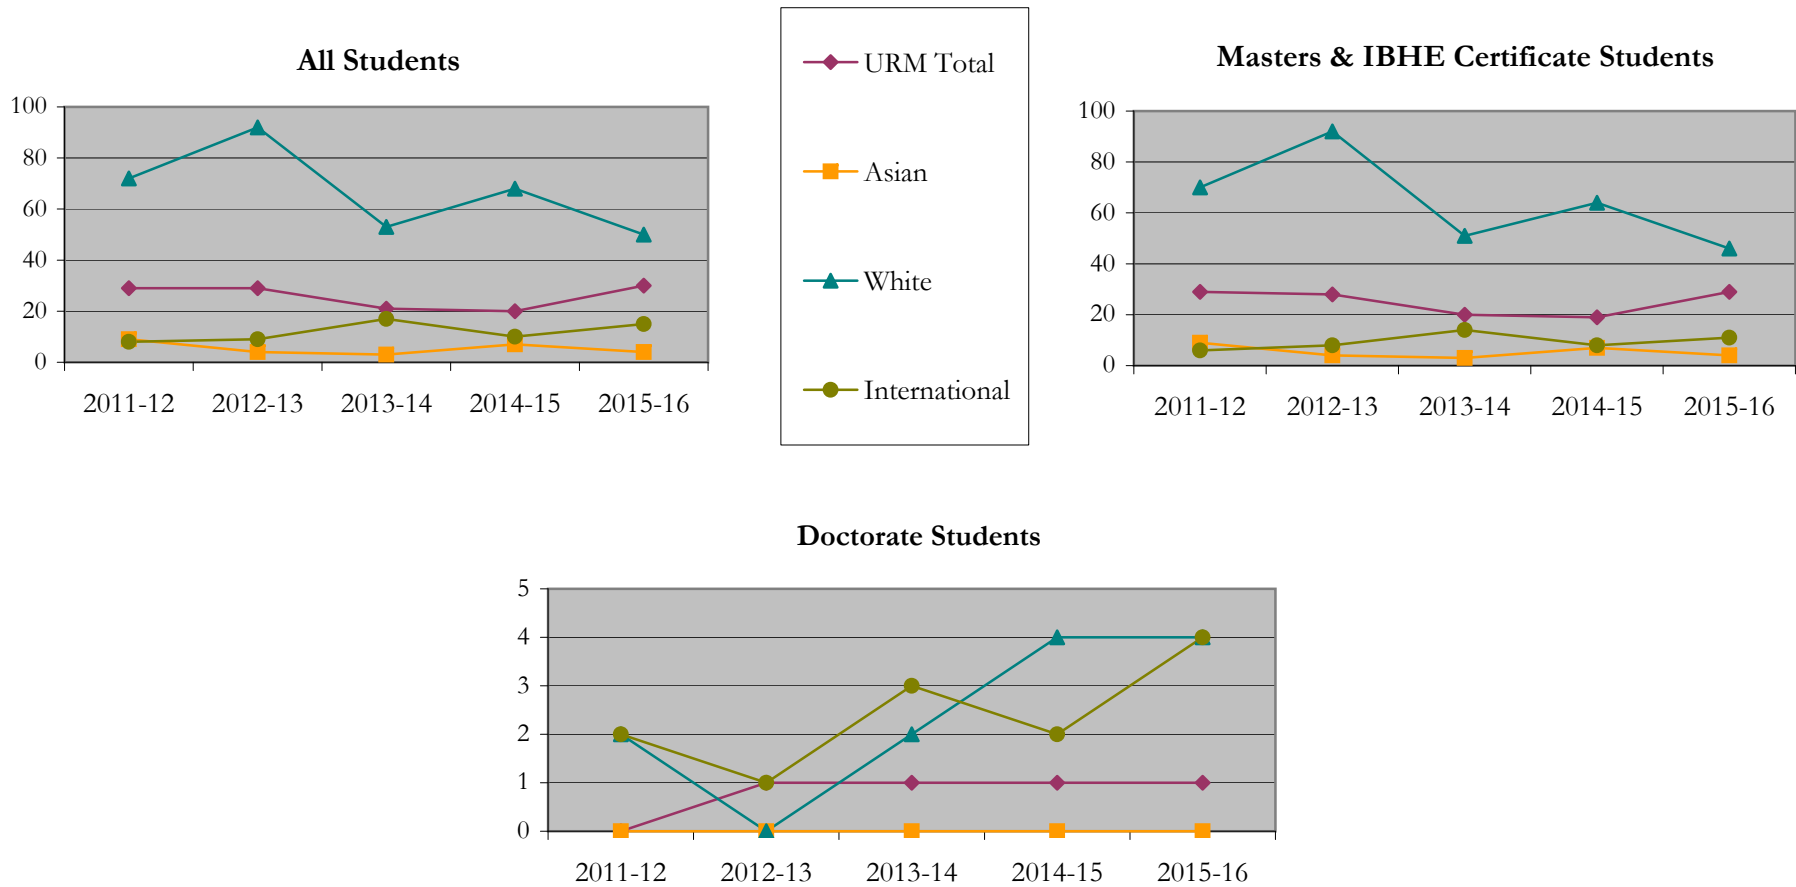 All Students
100
80
60
40
20
0
2011-12 2012-13 2013-14 2014-15 2015-16
URM Total
Asian
White
International
Masters & IBHE Certificate Students
100
80
60
40
20
0
2011-12 2012-13 2013-14 2014-15 2015-16
Doctorate Students
5
4
3
2
1
0
2011-12 2012-13 2013-14 2014-15 2015-16